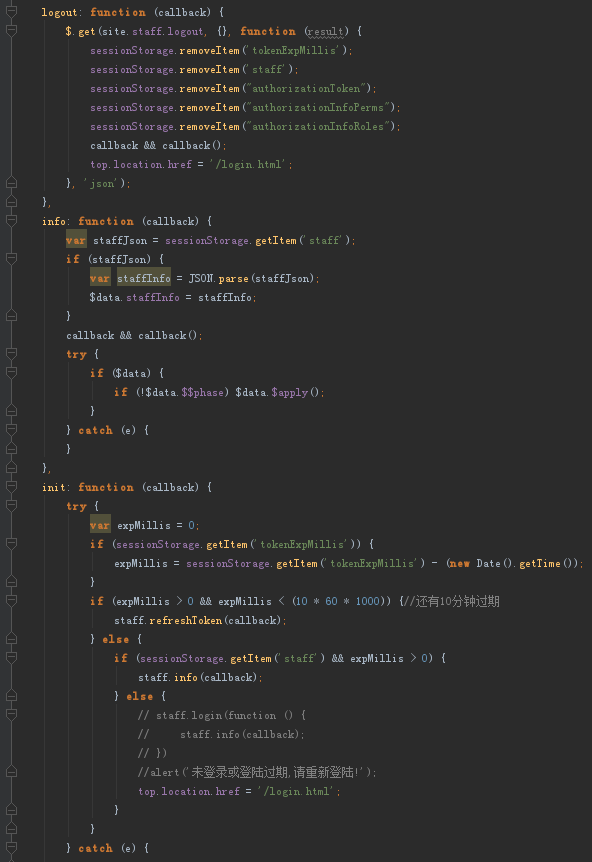 logout: function (callback) {
$.get(site.staff.logout, {}, function (result) {
sessionStorage.removeItem('tokenExpMillis');
sessionStorage.removeItem('staff');
sessionStorage.removeItem("authorizationToken");
sessionStorage.removeItem("authorizationInfoPerms");
sessionStorage.removeItem("authorizationInfoRoles");
callback && callback();
top.location.href = '/login.html';
}, 'json');
},
info: function (callback) {
var staffJson = sessionStorage.getItem('staff');
if (staffJson) {
var staffInfo = JSON.parse(staffJson);
$data.staffInfo = staffInfo;
}
callback && callback();
try {
if ($data) {
if (!$data.$$phase) $data.$apply();
}
} catch (e) {
}
},
init: function (callback) {
try {
var expMillis = 0;
if (sessionStorage.getItem('tokenExpMillis')) {
expMillis = sessionStorage.getItem('tokenExpMillis') - (new Date().getTime());
}
if (expMillis > 0 && expMillis < (10 * 60 * 1000)) {//还有10分钟过期
staff.refreshToken(callback);
} else {
if (sessionStorage.getItem('staff') && expMillis > 0) {
staff.info(callback);
} else {
// staff.login(function () {
//     staff.info(callback);
// })
//alert('未登录或登陆过期,请重新登陆!');
top.location.href = '/login.html';
}
}
} catch (e) {